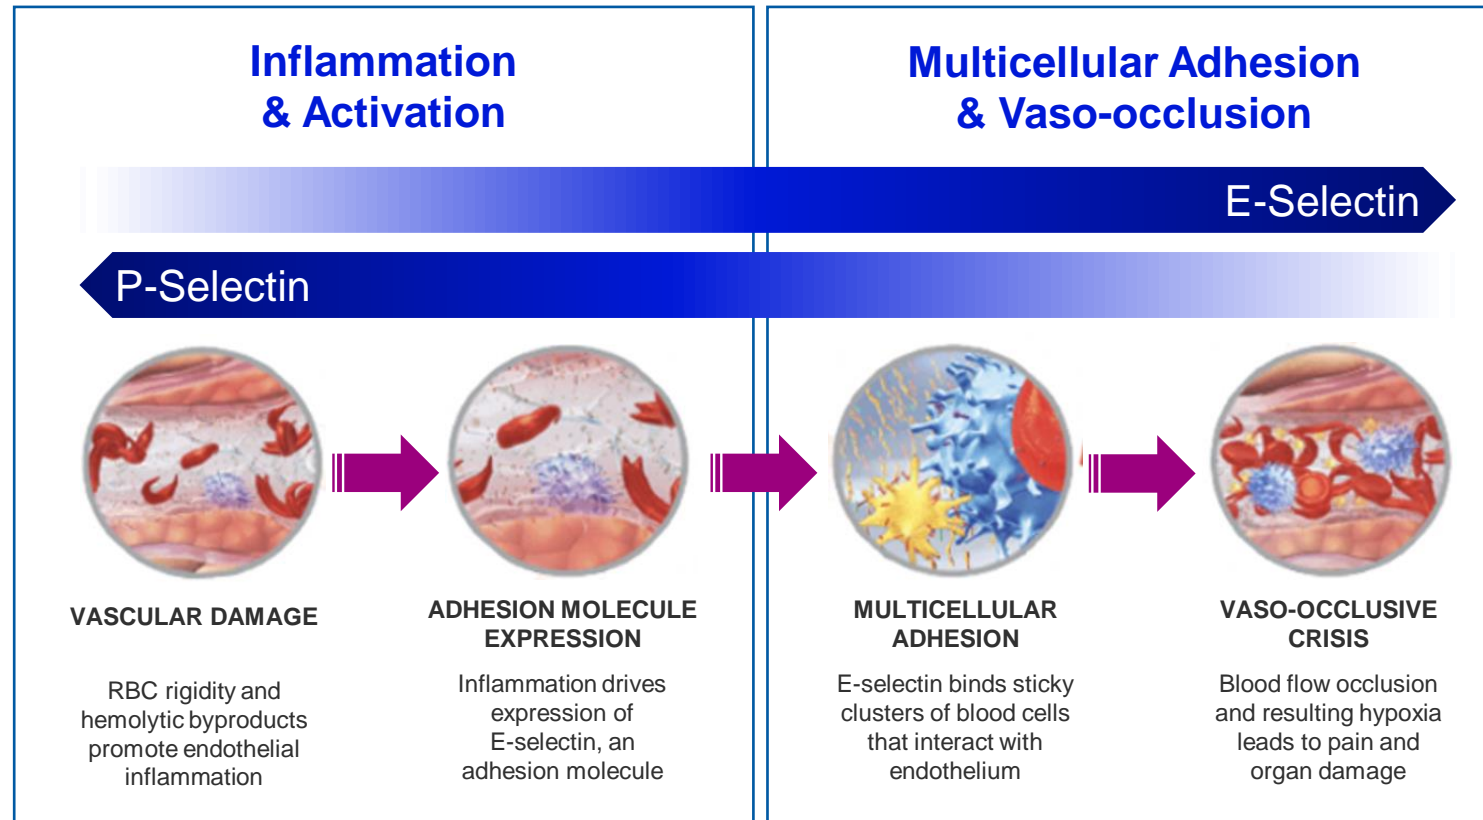 Inflammation
& Activation
Multicellular Adhesion
& Vaso-occlusion
E-Selectin
P-Selectin
VASCULAR DAMAGE
RBC rigidity and
hemolytic byproducts
promote endothelial
inflammation
ADHESION MOLECULE
EXPRESSION
Inflammation drives
expression of
E-selectin, an
adhesion molecule
MULTICELLULAR
ADHESION
E-selectin binds sticky
clusters of blood cells
that interact with
endothelium
VASO-OCCLUSIVE
CRISIS
Blood flow occlusion
and resulting hypoxia
leads to pain and
organ damage